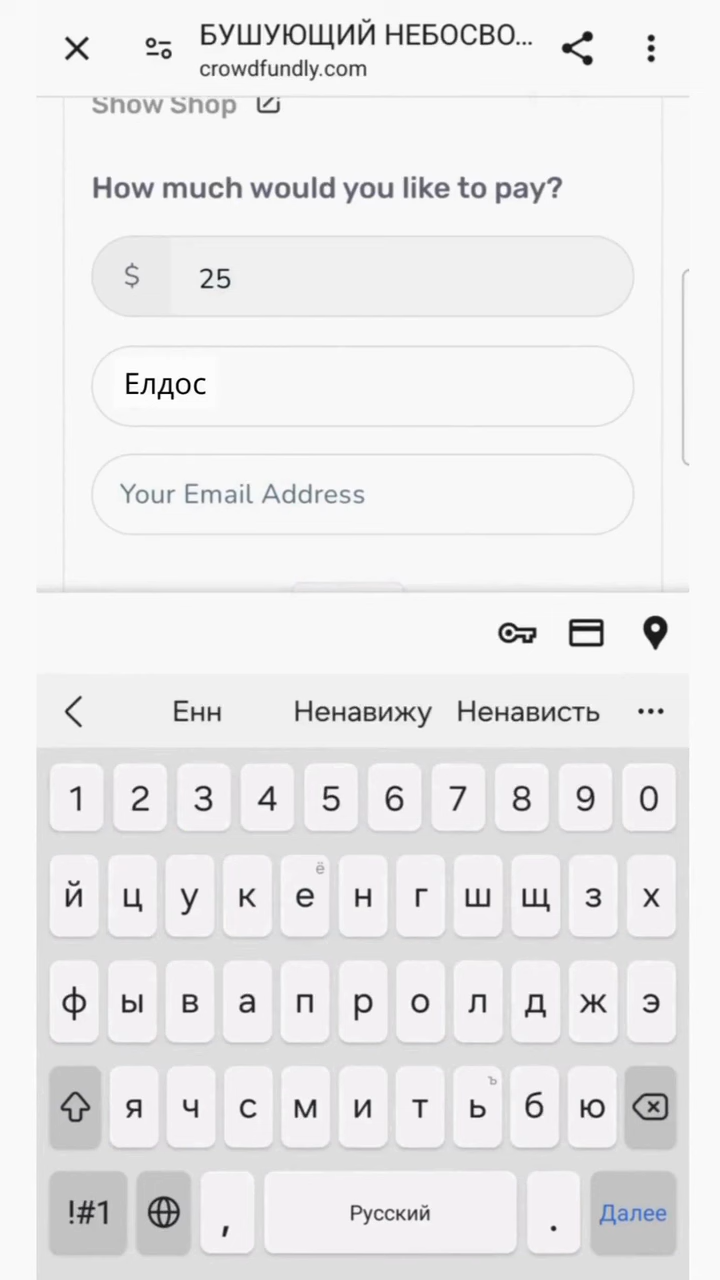 БУШУЮЩИЙ НЕБОСВО...
crowdfundly.com
Show Shop
How much would you like to pay?
$ 25
Елдос
Your Email Address
Енн Ненавижу Ненависть ...
1 2 3 4 5 6 7 8 9 0
й ц у к е ё н г ш щ з х
ф ы в а п р о л д ж э
я ч с м и т ь ъ б ю
!#1 , Русский . Далее